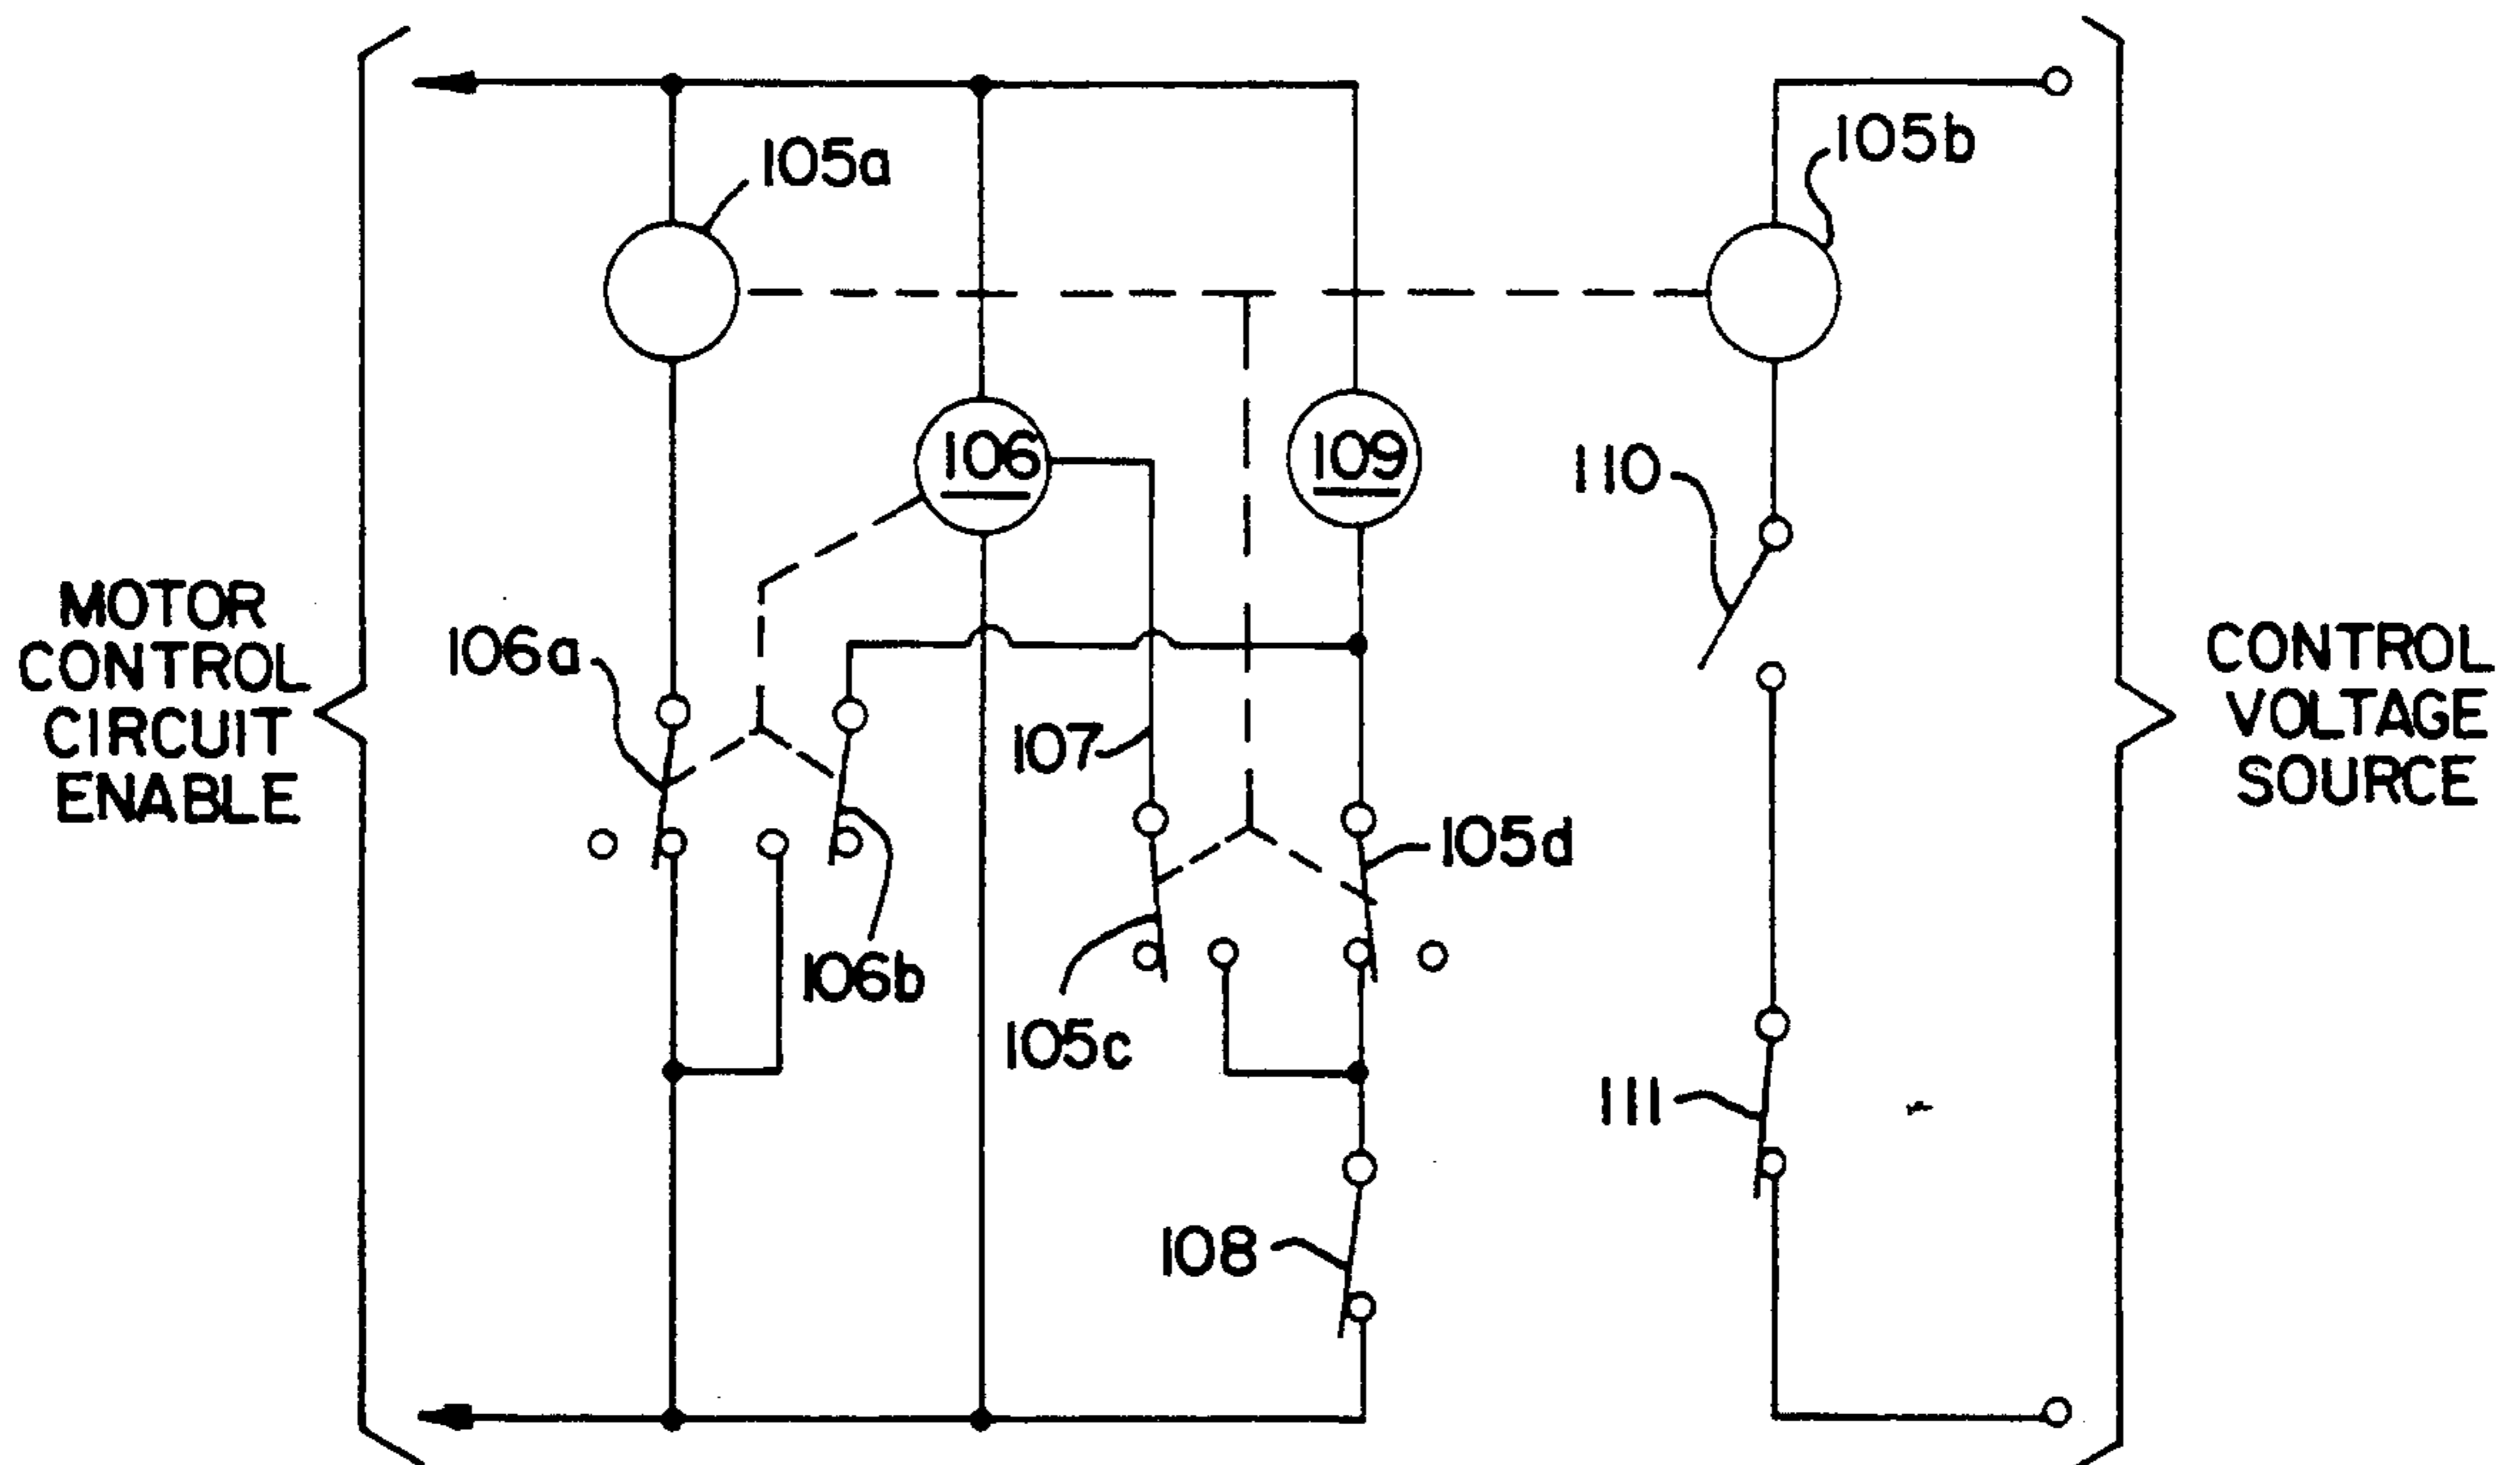 105a
105b
106
109
110
MOTOR
CONTROL
CIRCUIT
ENABLE
106a
107
CONTROL
VOLTAGE
SOURCE
105d
106b
105c
111
108